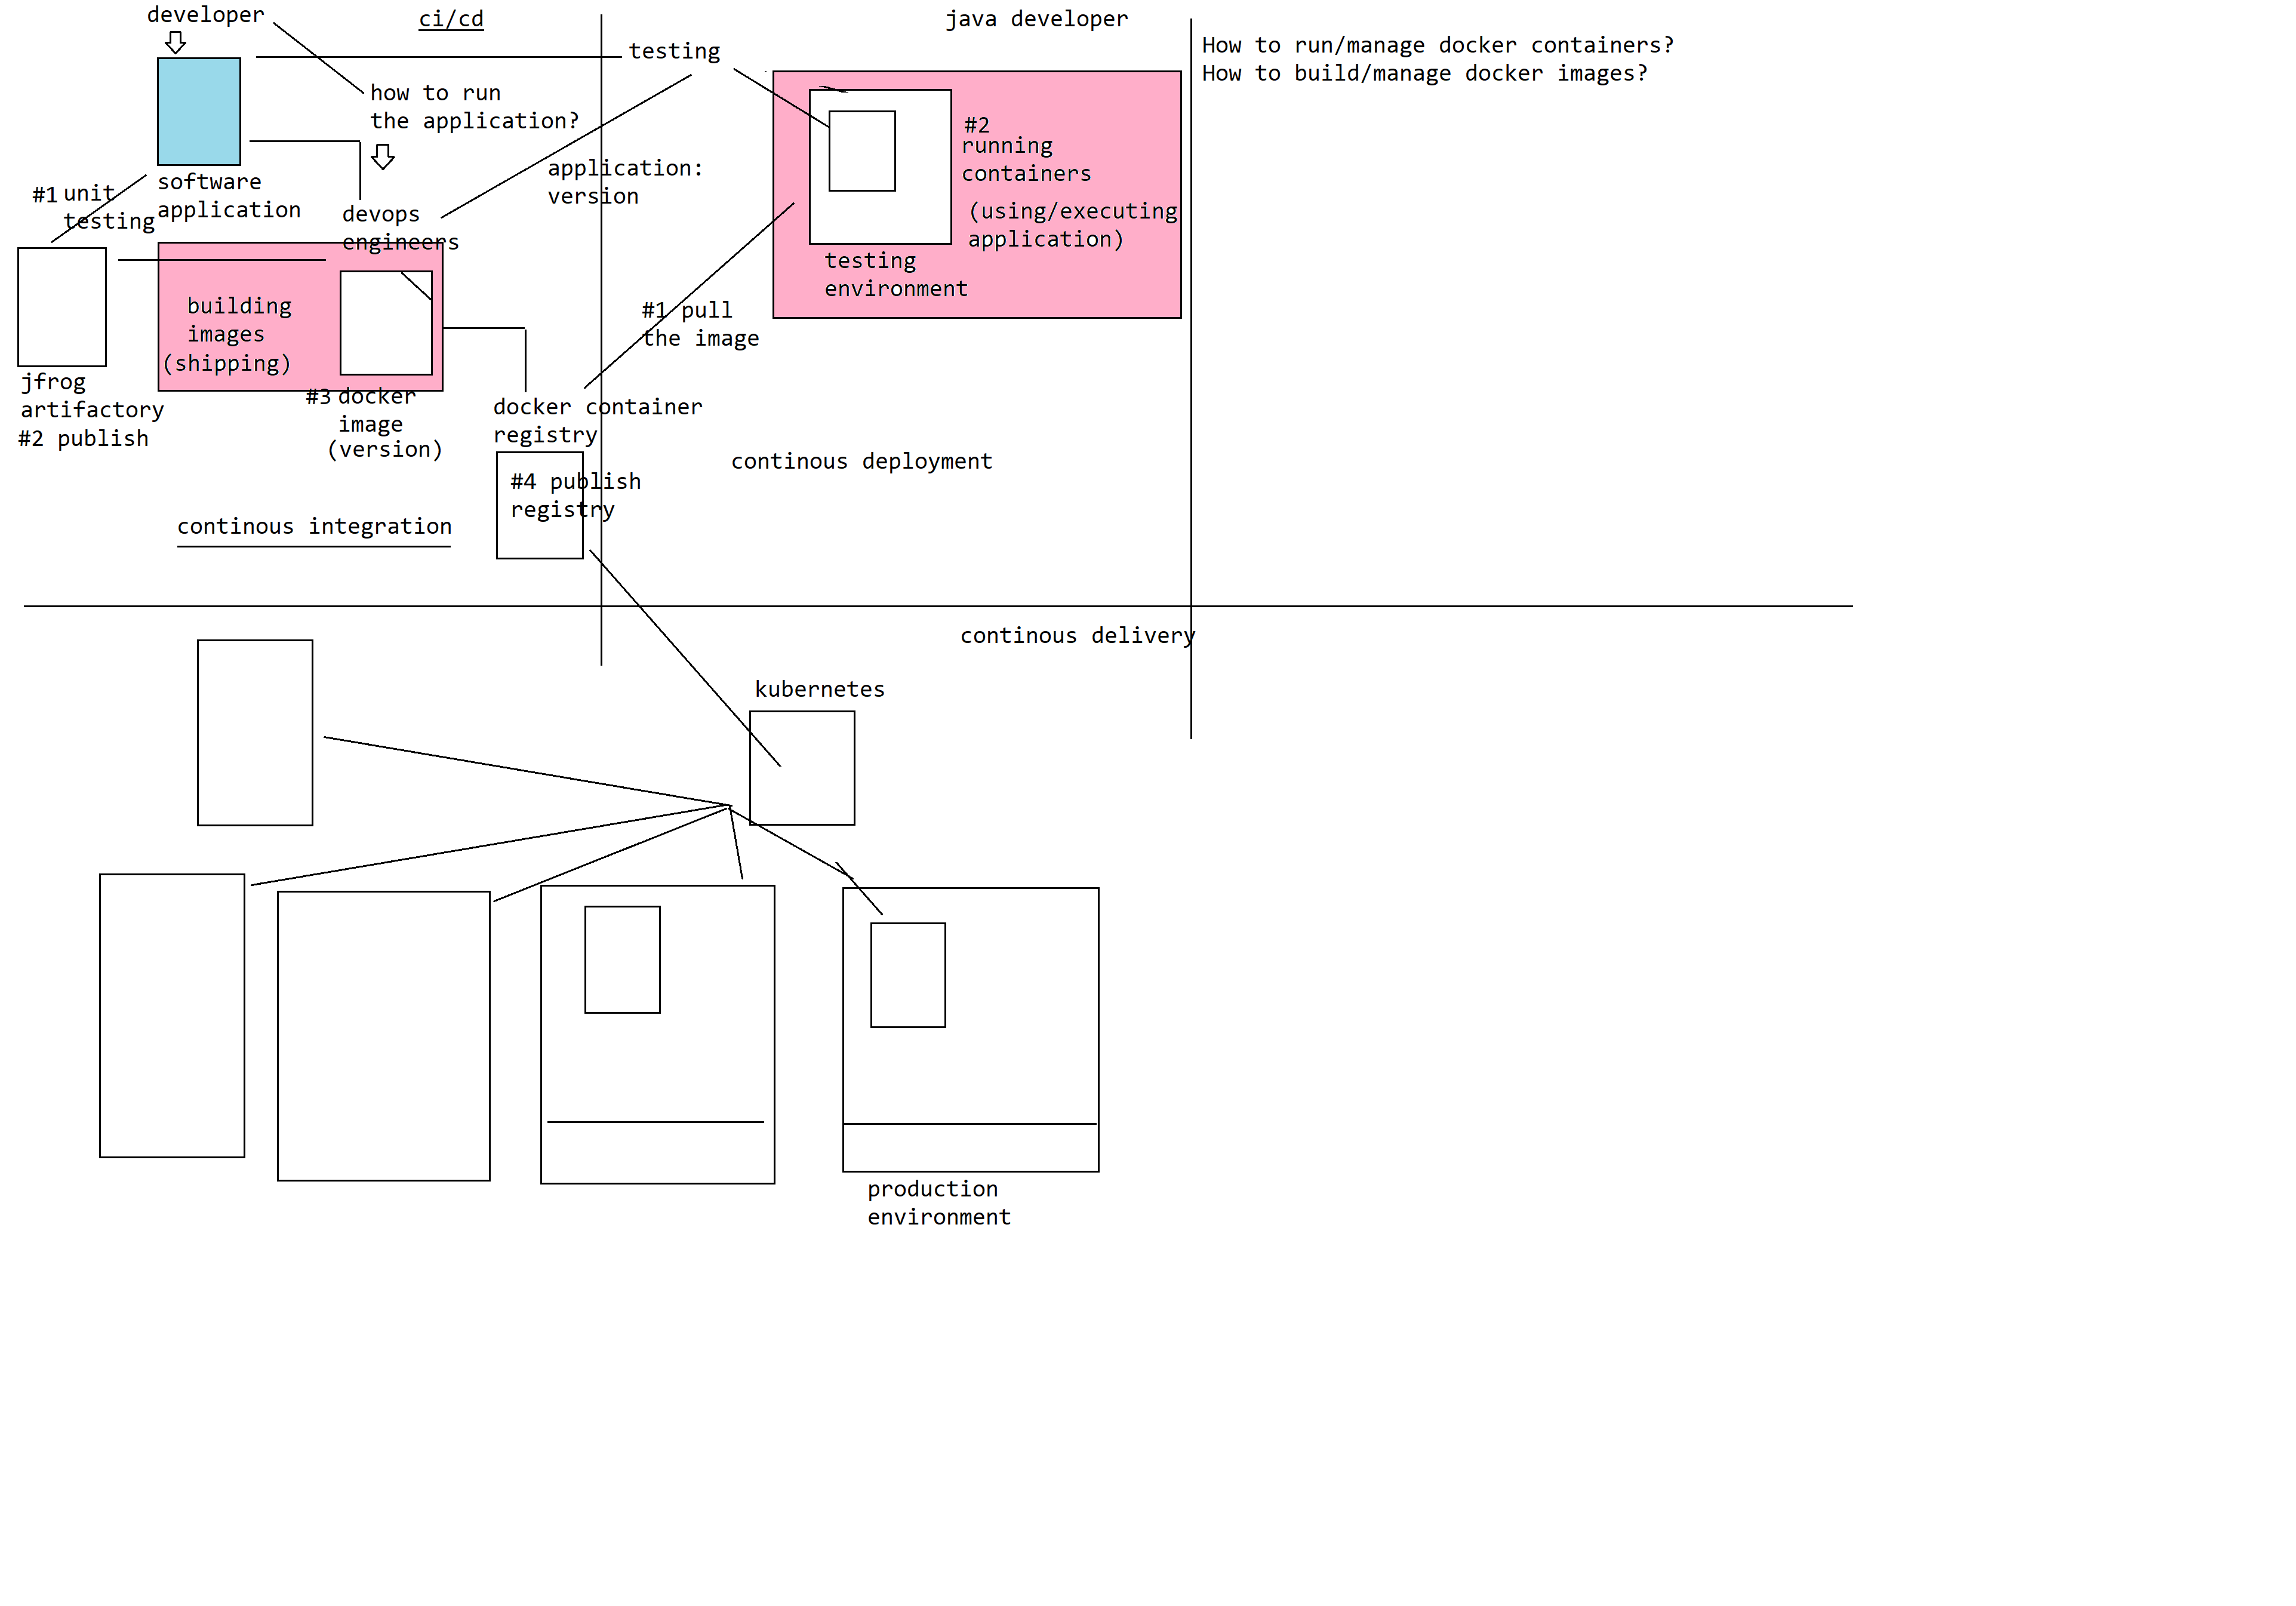 developer
ci/cd
java developer
testing
How to run/manage docker containers?
How to build/manage docker images?
how to run
the application?
#2
running
containers
(using/executing
application)
testing
environment
application:
version
software
application
#1 unit
testing
devops
engineers
building
images
(shipping)
#1 pull
the image
jfrog
artifactory
#2 publish
#3 docker
image
(version)
docker container
registry
#4 publish
registry
continous deployment
continous integration
continous delivery
kubernetes
production
environment